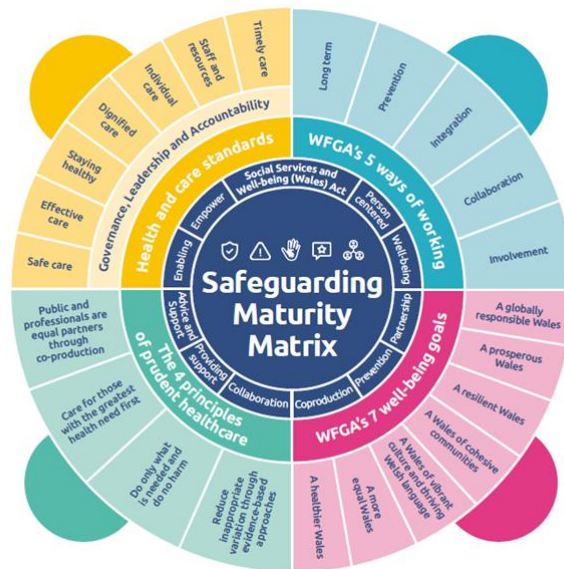 Safeguarding
Maturity
Matrix
Social Services and
Well-being (Wales) Act
Person
centered
Well-being
Partnership
Prevention
Coproduction
Collaboration
Providing
support
Advice and
Support
Enabling
Empower
Health and care standards
Governance, Leadership and Accountability
Safe care
Effective
care
Staying
healthy
Dignified
care
Individual
care
Staff and
resources
Timely care
WFGA's 5 ways of working
Long term
Prevention
Integration
Collaboration
Involvement
WFGA's 7 well-being goals
A globally
responsible Wales
A prosperous
Wales
A resilient Wales
A Wales of cohesive
communities
A Wales of vibrant
culture and thriving
Welsh language
A more
equal Wales
A healthier Wales
The 4 principles
of prudent healthcare
Reduce
inappropriate
variation through
evidence-based
approaches
Do only what
is needed and
do no harm
Care for those
with the greatest
health need first
Public and
professionals are
equal partners
through
co-production